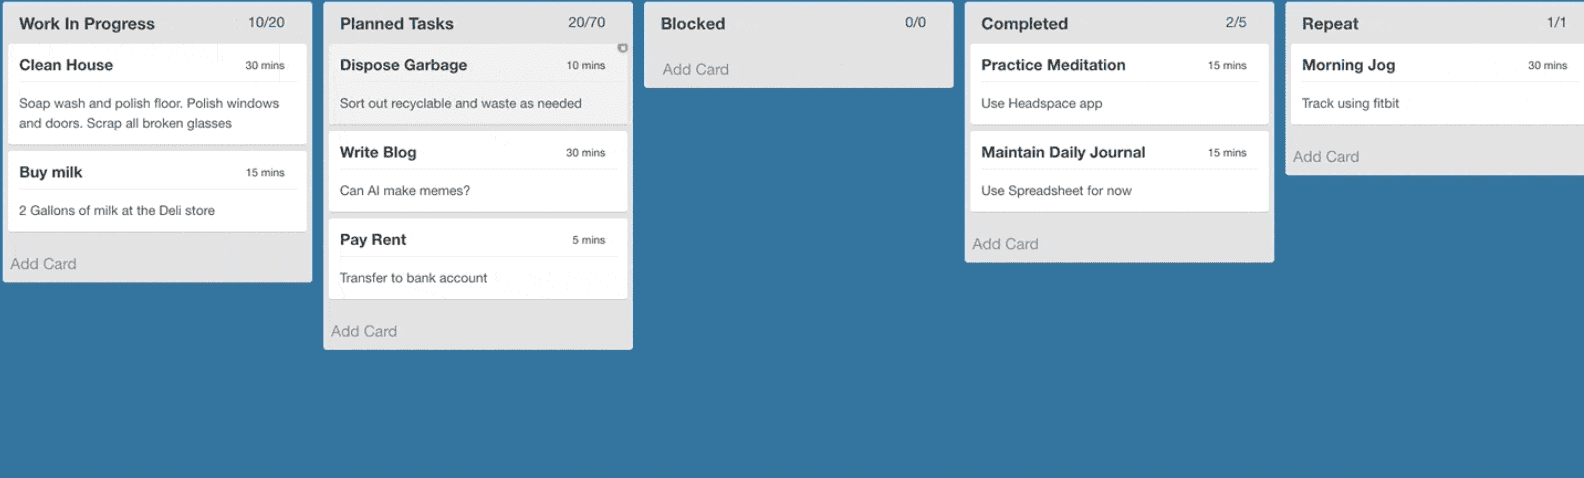 Work In Progress 10/20
Clean House 30 mins
Soap wash and polish floor. Polish windows
and doors. Scrap all broken glasses
Buy milk 15 mins
2 Gallons of milk at the Deli store
Add Card
Planned Tasks 20/70
Dispose Garbage 10 mins
Sort out recyclable and waste as needed
Write Blog 30 mins
Can AI make memes?
Pay Rent 5 mins
Transfer to bank account
Add Card
Blocked 0/0
Add Card
Completed 2/5
Practice Meditation 15 mins
Use Headspace app
Maintain Daily Journal 15 mins
Use Spreadsheet for now
Add Card
Repeat 1/1
Morning Jog 30 mins
Track using fitbit
Add Card